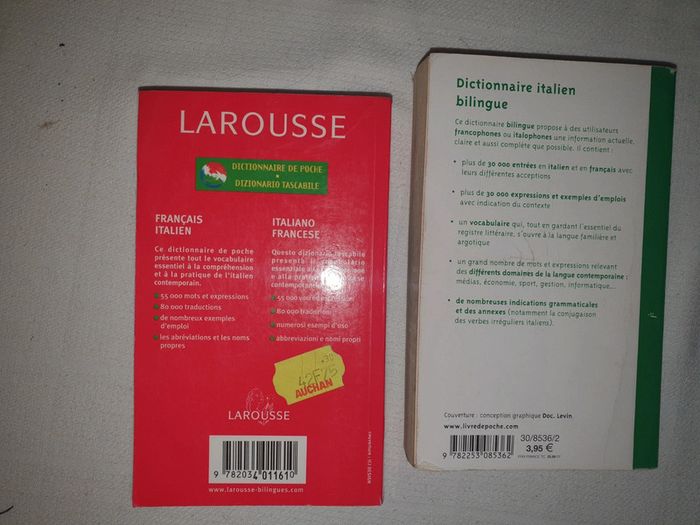 LAROUSSE
DICTIONNAIRE DE POCHE
DIZIONARIO TASCABILE
FRANÇAIS
ITALIEN
Ce dictionnaire de poche
présente tout le vocabulaire
essentiel à la compréhension
et à la pratique de l'italien
contemporain.
• 55 000 mots et expressions
• 80 000 traductions
• de nombreux exemples
d'emploi
• les abréviations et les noms
propres
ITALIANO
FRANCESE
Questo dizionario tascabile
presenta il vocabolario
essenziale alla
e alla pratica
contemporaneo.
• 55 000
• 80 000 traduzioni
• numerosi esempi d'uso
• abbreviazioni e nomi propri
42F75
AUCHAN
LAROUSSE
9 782034 011610
www.larousse-bilingues.com
Dictionnaire italien
bilingue
Ce dictionnaire bilingue propose à des utilisateurs
francophones ou italophones une information actuelle,
claire et aussi complète que possible. Il contient :
• plus de 30 000 entrées en italien et en français avec
leurs différentes acceptions
• plus de 30 000 expressions et exemples d'emplois
avec indication du contexte
• un vocabulaire qui, tout en gardant l'essentiel du
registre littéraire, s'ouvre à la langue familière et
argotique
• un grand nombre de mots et expressions relevant
des différents domaines de la langue contemporaine :
médias, économie, sport, gestion, informatique...
• de nombreuses indications grammaticales
et des annexes (notamment la conjugaison
des verbes irréguliers italiens).
Couverture : conception graphique Doc. Levin.
www.livredepoche.com
30/8536/2
3,95 €
9 782253 085362